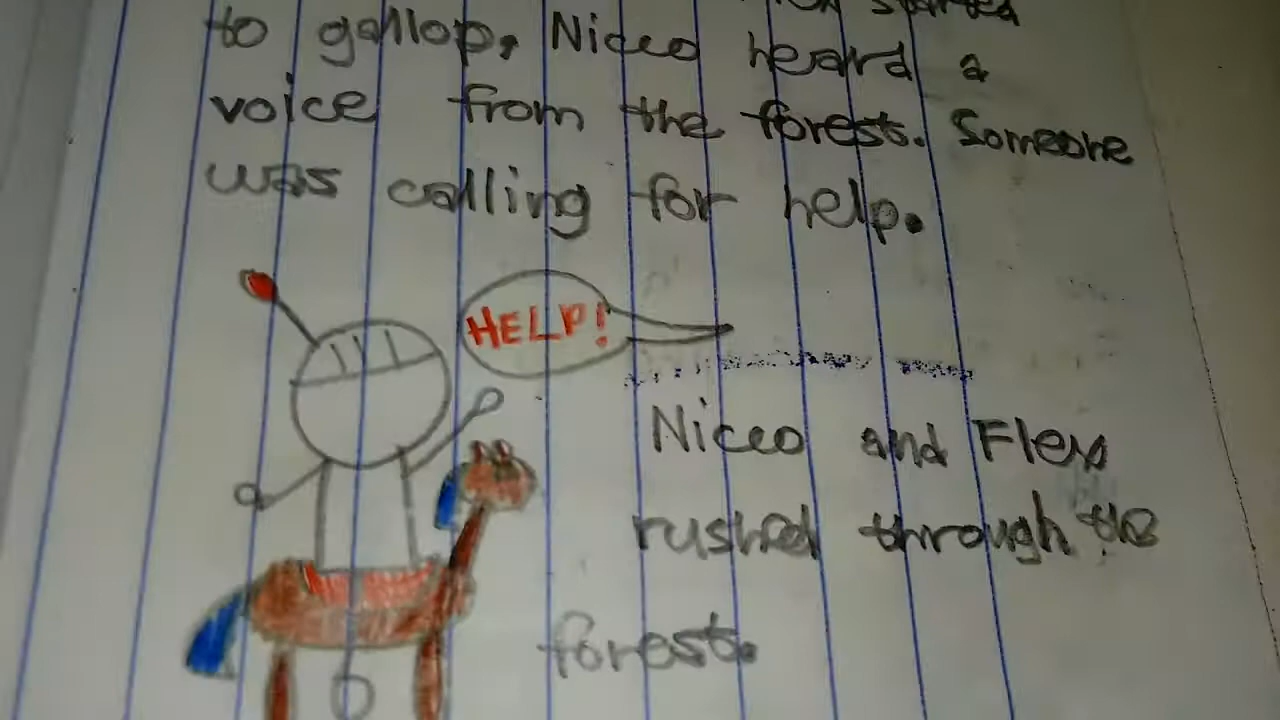 started
to gallop, Nicco heard a
voice from the forest. Someone
was calling for help.
HELP!
Nicco and Flex
rushed through the
forest.